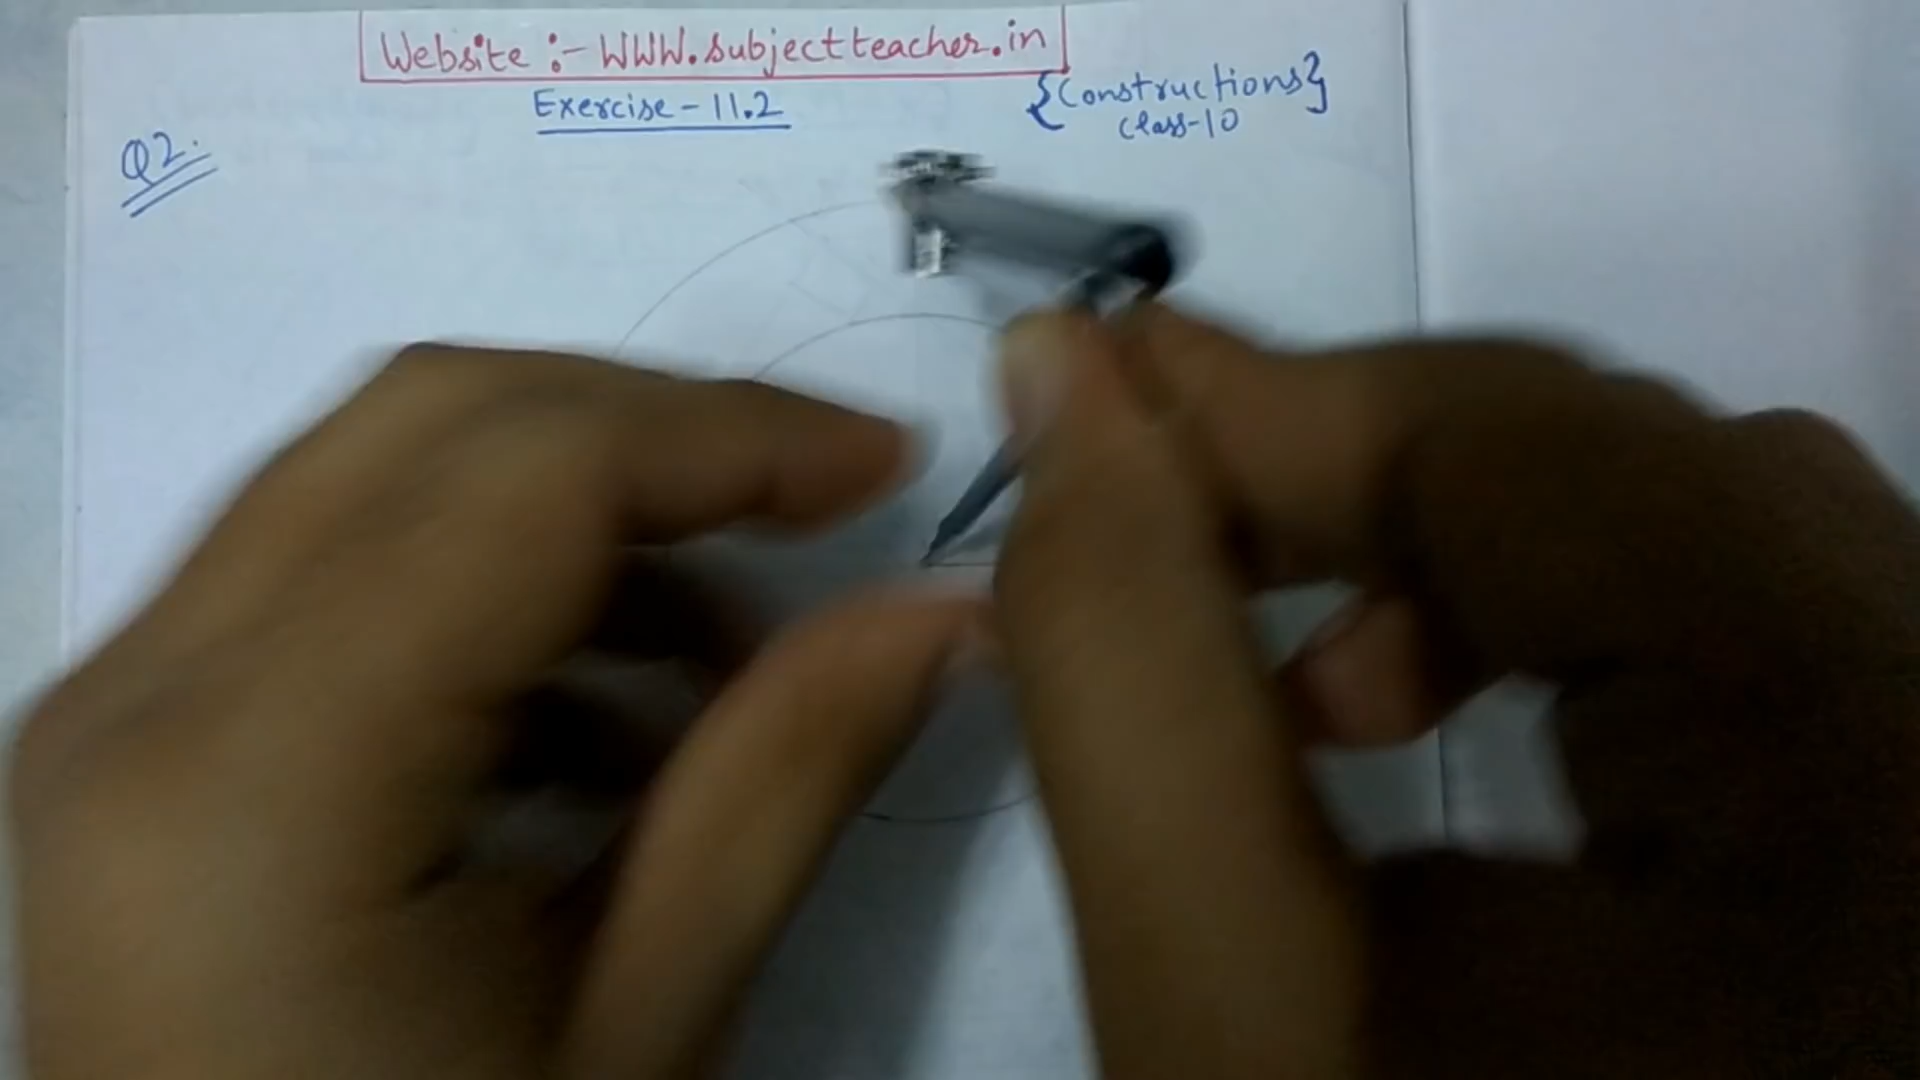 Website :- WWW.subjectteacher.in
Exercise - 11.2
{Constructions}
Class-10
Q2.